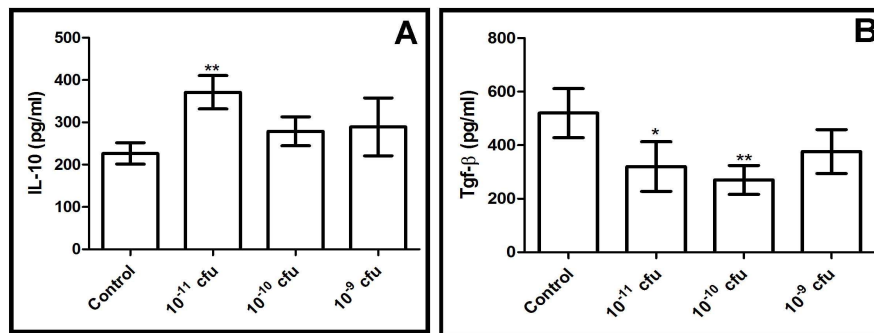 A
IL-10 (pg/ml)
500
400
300
200
100
0
**
Control
10⁻¹¹ cfu
10⁻¹⁰ cfu
10⁻⁹ cfu
B
Tgf-β (pg/ml)
800
600
400
200
0
*
**
Control
10⁻¹¹ cfu
10⁻¹⁰ cfu
10⁻⁹ cfu